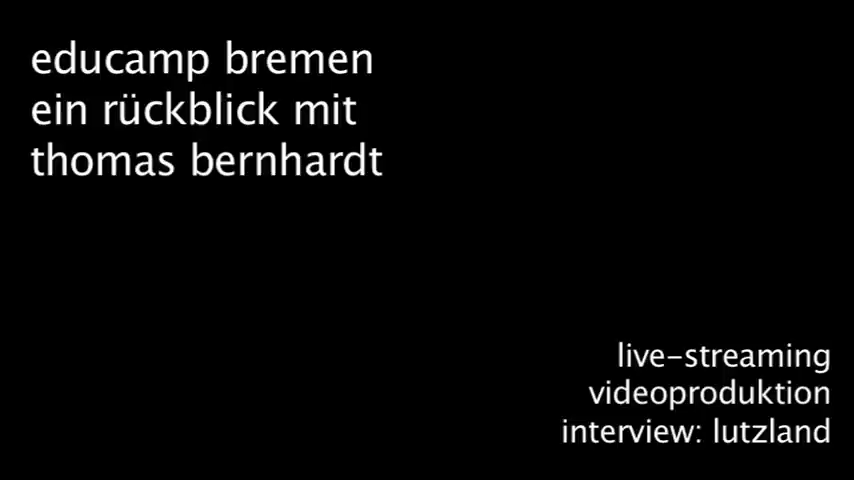 educamp bremen
ein rückblick mit
thomas bernhardt
live-streaming
videoproduktion
interview: lutzland